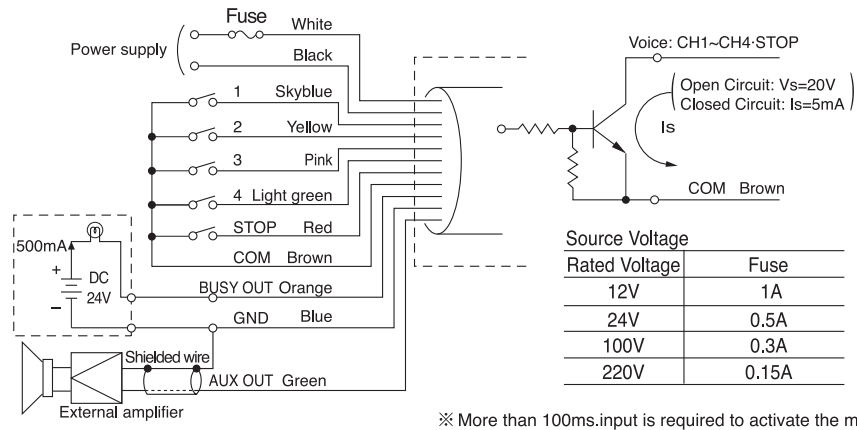 Fuse
White
Power supply
Black
1 Skyblue
2 Yellow
3 Pink
4 Light green
STOP Red
COM Brown
500mA
+
DC
24V
−
BUSY OUT Orange
GND Blue
Shielded wire
AUX OUT Green
External amplifier
Voice: CH1~CH4·STOP
Open Circuit: Vs=20V
Closed Circuit: Is=5mA
Is
COM Brown
Source Voltage
Rated Voltage Fuse
12V 1A
24V 0.5A
100V 0.3A
220V 0.15A
※ More than 100ms.input is required to activate the m